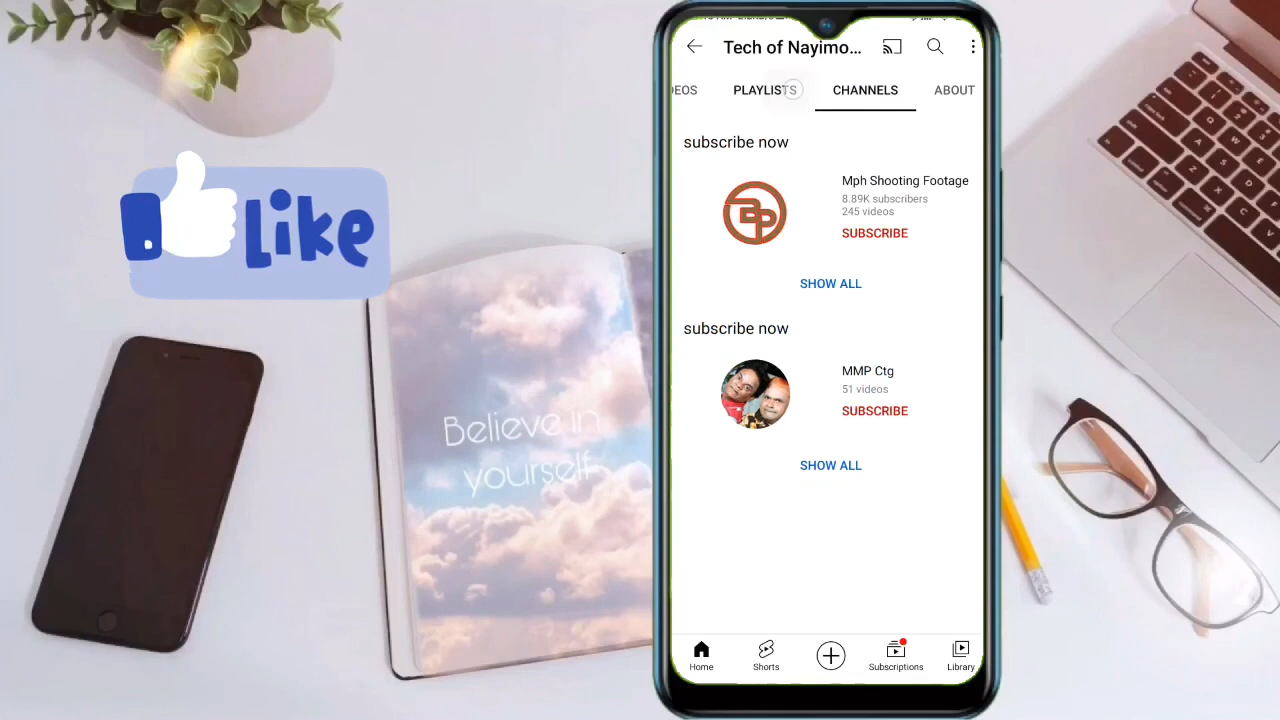 Like
Believe in
yourself
Tech of Nayimo...
DEOS
PLAYLISTS
CHANNELS
ABOUT
subscribe now
Mph Shooting Footage
8.89K subscribers
245 videos
SUBSCRIBE
SHOW ALL
subscribe now
MMP Ctg
51 videos
SUBSCRIBE
SHOW ALL
Home
Shorts
Subscriptions
Library